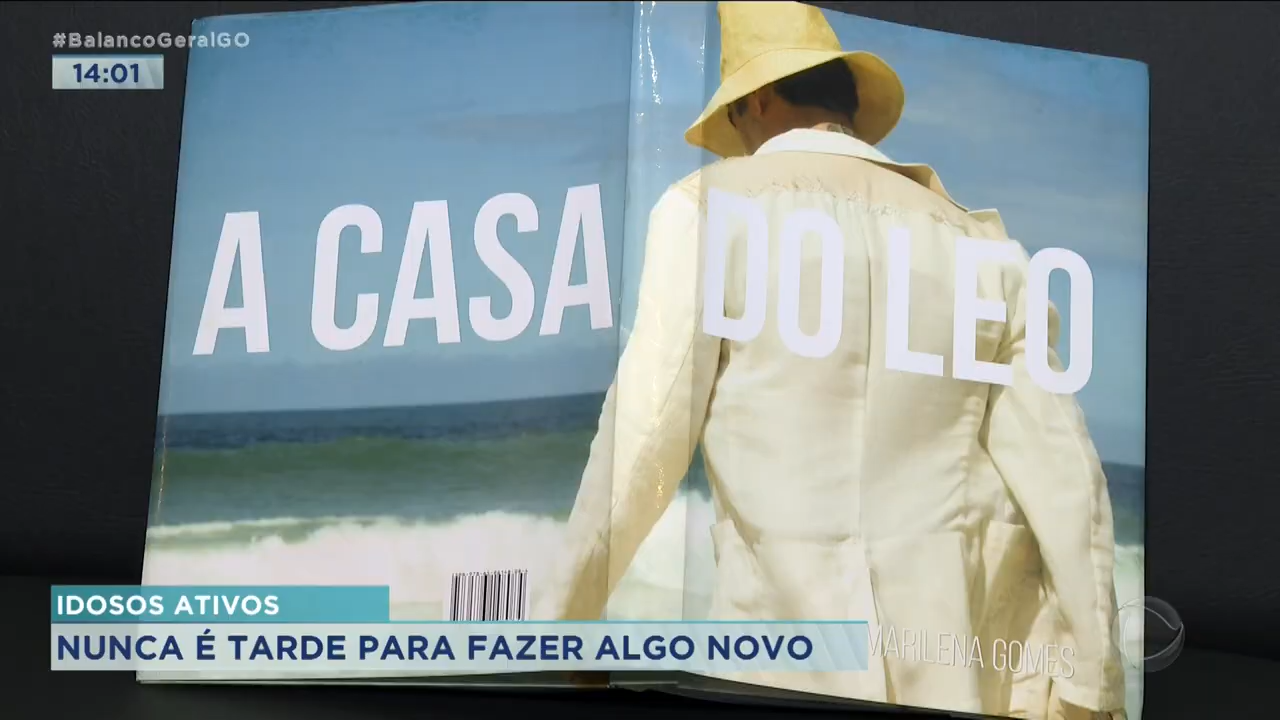 #BalancoGeralGO
14:01
A CASA DO LEO
IDOSOS ATIVOS
NUNCA É TARDE PARA FAZER ALGO NOVO
MARILENA GOMES